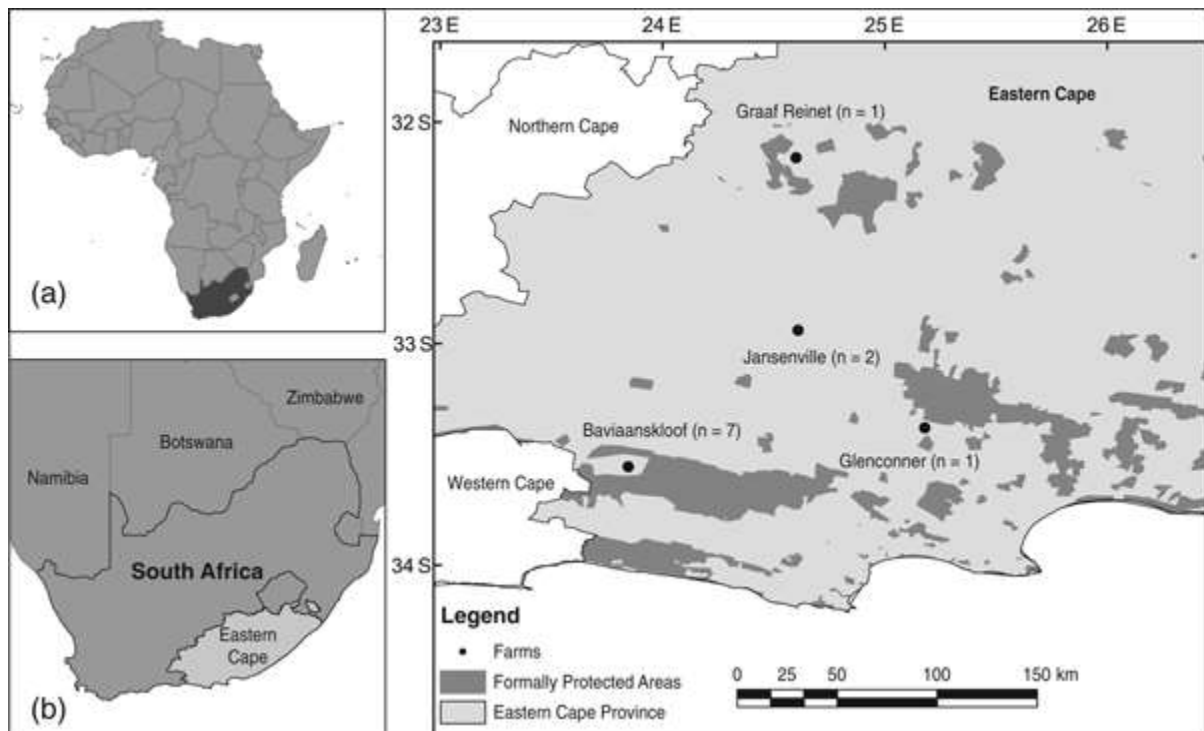 (a)
Zimbabwe
Botswana
Namibia
South Africa
Eastern
Cape
(b)
23 E
24 E
25 E
26 E
32 S
33 S
34 S
Eastern Cape
Graaf Reinet (n = 1)
Northern Cape
Jansenville (n = 2)
Baviaanskloof (n = 7)
Glenconner (n = 1)
Western Cape
Legend
Farms
Formally Protected Areas
Eastern Cape Province
0 25 50 100 150 km